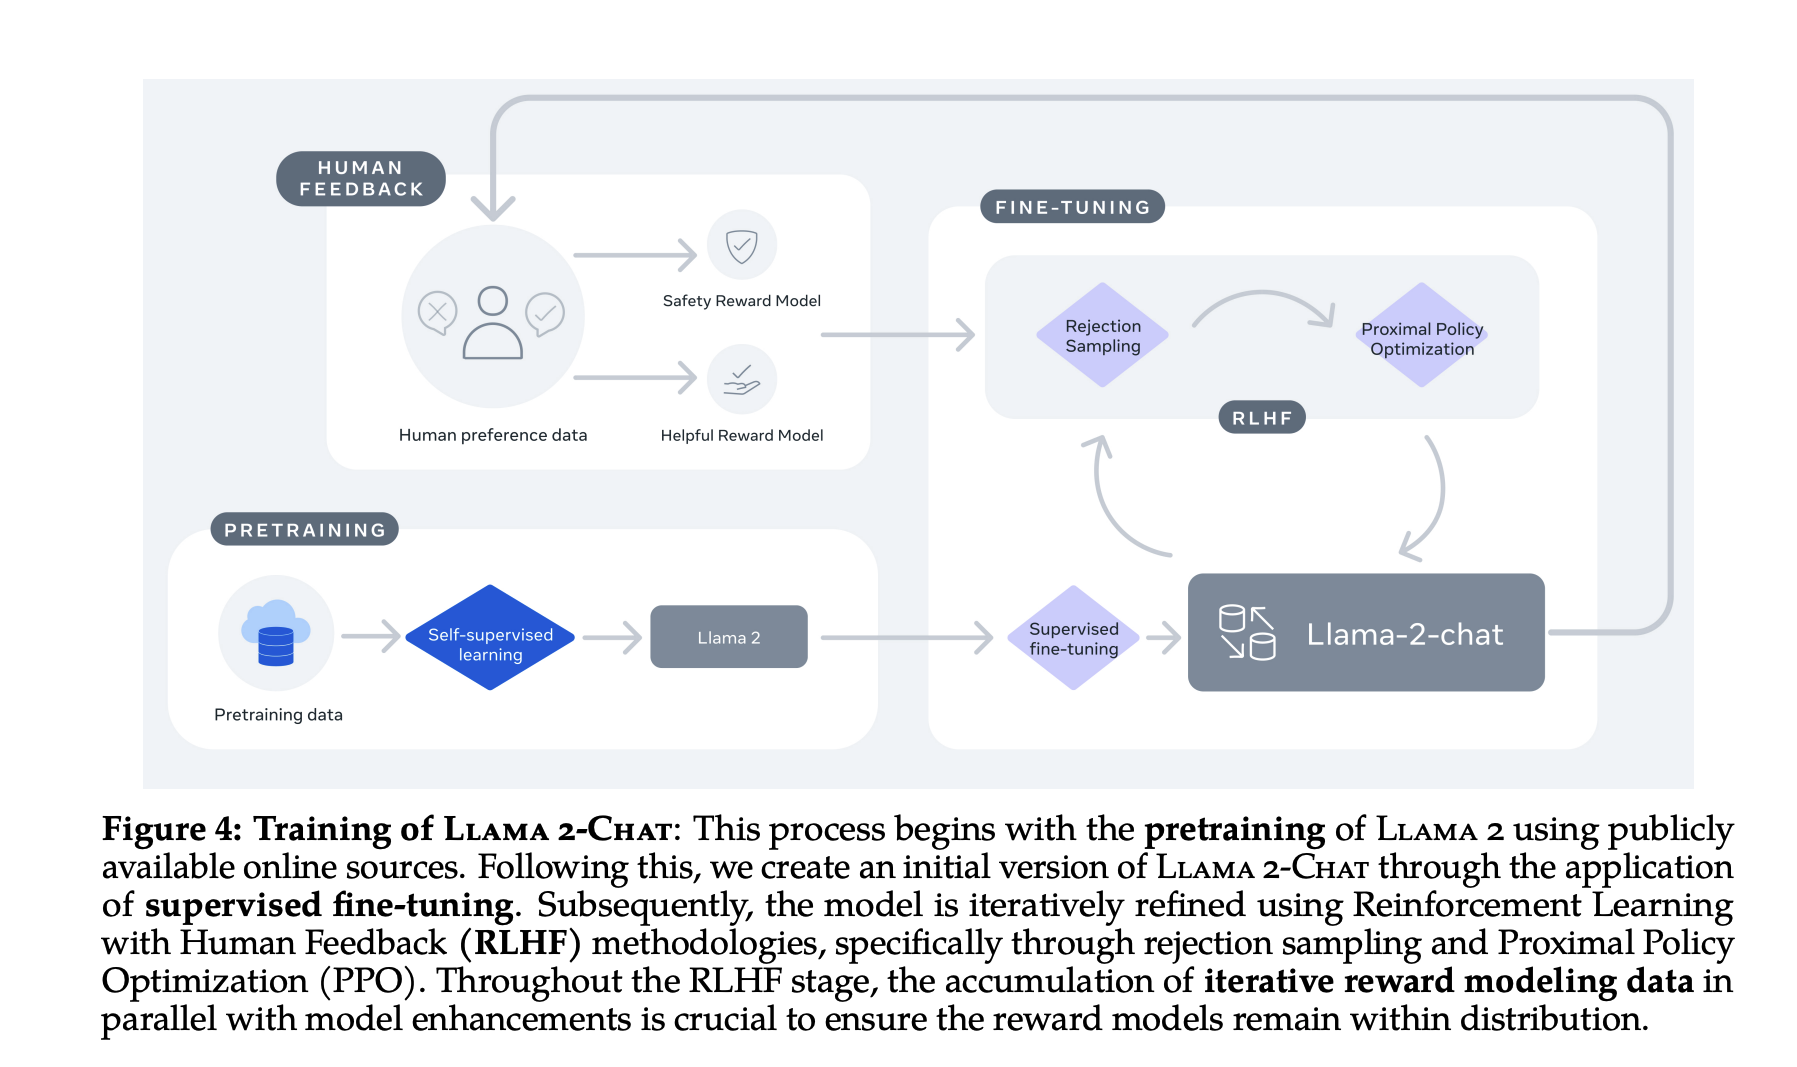 HUMAN
FEEDBACK
Human preference data
Safety Reward Model
Helpful Reward Model
FINE-TUNING
Rejection
Sampling
Proximal Policy
Optimization
RLHF
PRETRAINING
Pretraining data
Self-supervised
learning
Llama 2
Supervised
fine-tuning
Llama-2-chat
Figure 4: Training of Llama 2-Chat: This process begins with the pretraining of Llama 2 using publicly
available online sources. Following this, we create an initial version of Llama 2-Chat through the application
of supervised fine-tuning. Subsequently, the model is iteratively refined using Reinforcement Learning
with Human Feedback (RLHF) methodologies, specifically through rejection sampling and Proximal Policy
Optimization (PPO). Throughout the RLHF stage, the accumulation of iterative reward modeling data in
parallel with model enhancements is crucial to ensure the reward models remain within distribution.